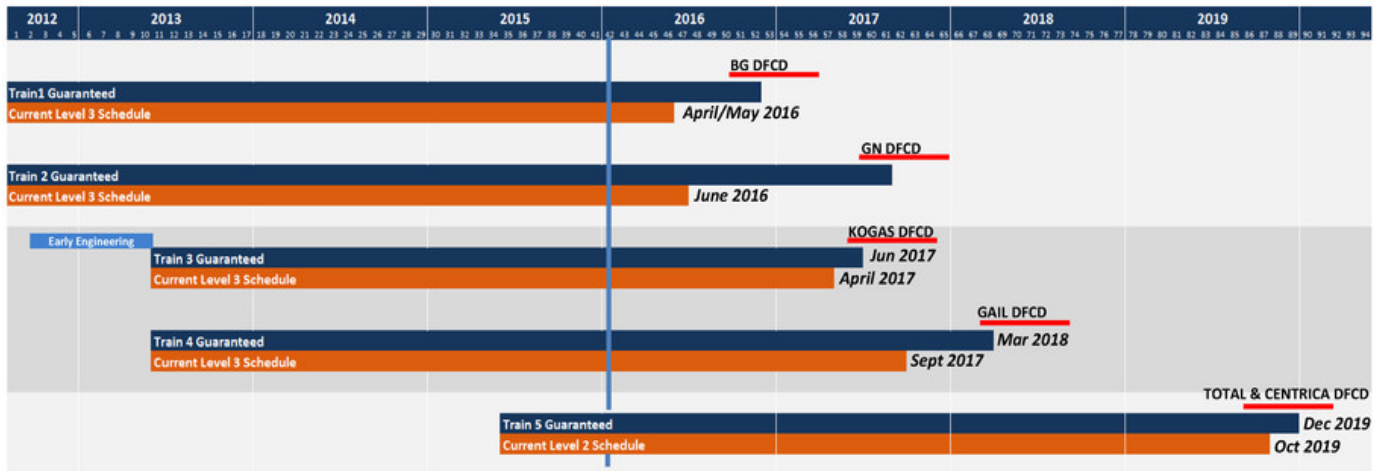 2012 2013 2014 2015 2016 2017 2018 2019
1 2 3 4 5 6 7 8 9 10 11 12 13 14 15 16 17 18 19 20 21 22 23 24 25 26 27 28 29 30 31 32 33 34 35 36 37 38 39 40 41 42 43 44 45 46 47 48 49 50 51 52 53 54 55 56 57 58 59 60 61 62 63 64 65 66 67 68 69 70 71 72 73 74 75 76 77 78 79 80 81 82 83 84 85 86 87 88 89 90 91 92 93 94
BG DFCD
Train1 Guaranteed
Current Level 3 Schedule April/May 2016
GN DFCD
Train 2 Guaranteed
Current Level 3 Schedule June 2016
Early Engineering KOGAS DFCD
Train 3 Guaranteed Jun 2017
Current Level 3 Schedule April 2017
GAIL DFCD
Train 4 Guaranteed Mar 2018
Current Level 3 Schedule Sept 2017
TOTAL & CENTRICA DFCD
Train 5 Guaranteed Dec 2019
Current Level 2 Schedule Oct 2019